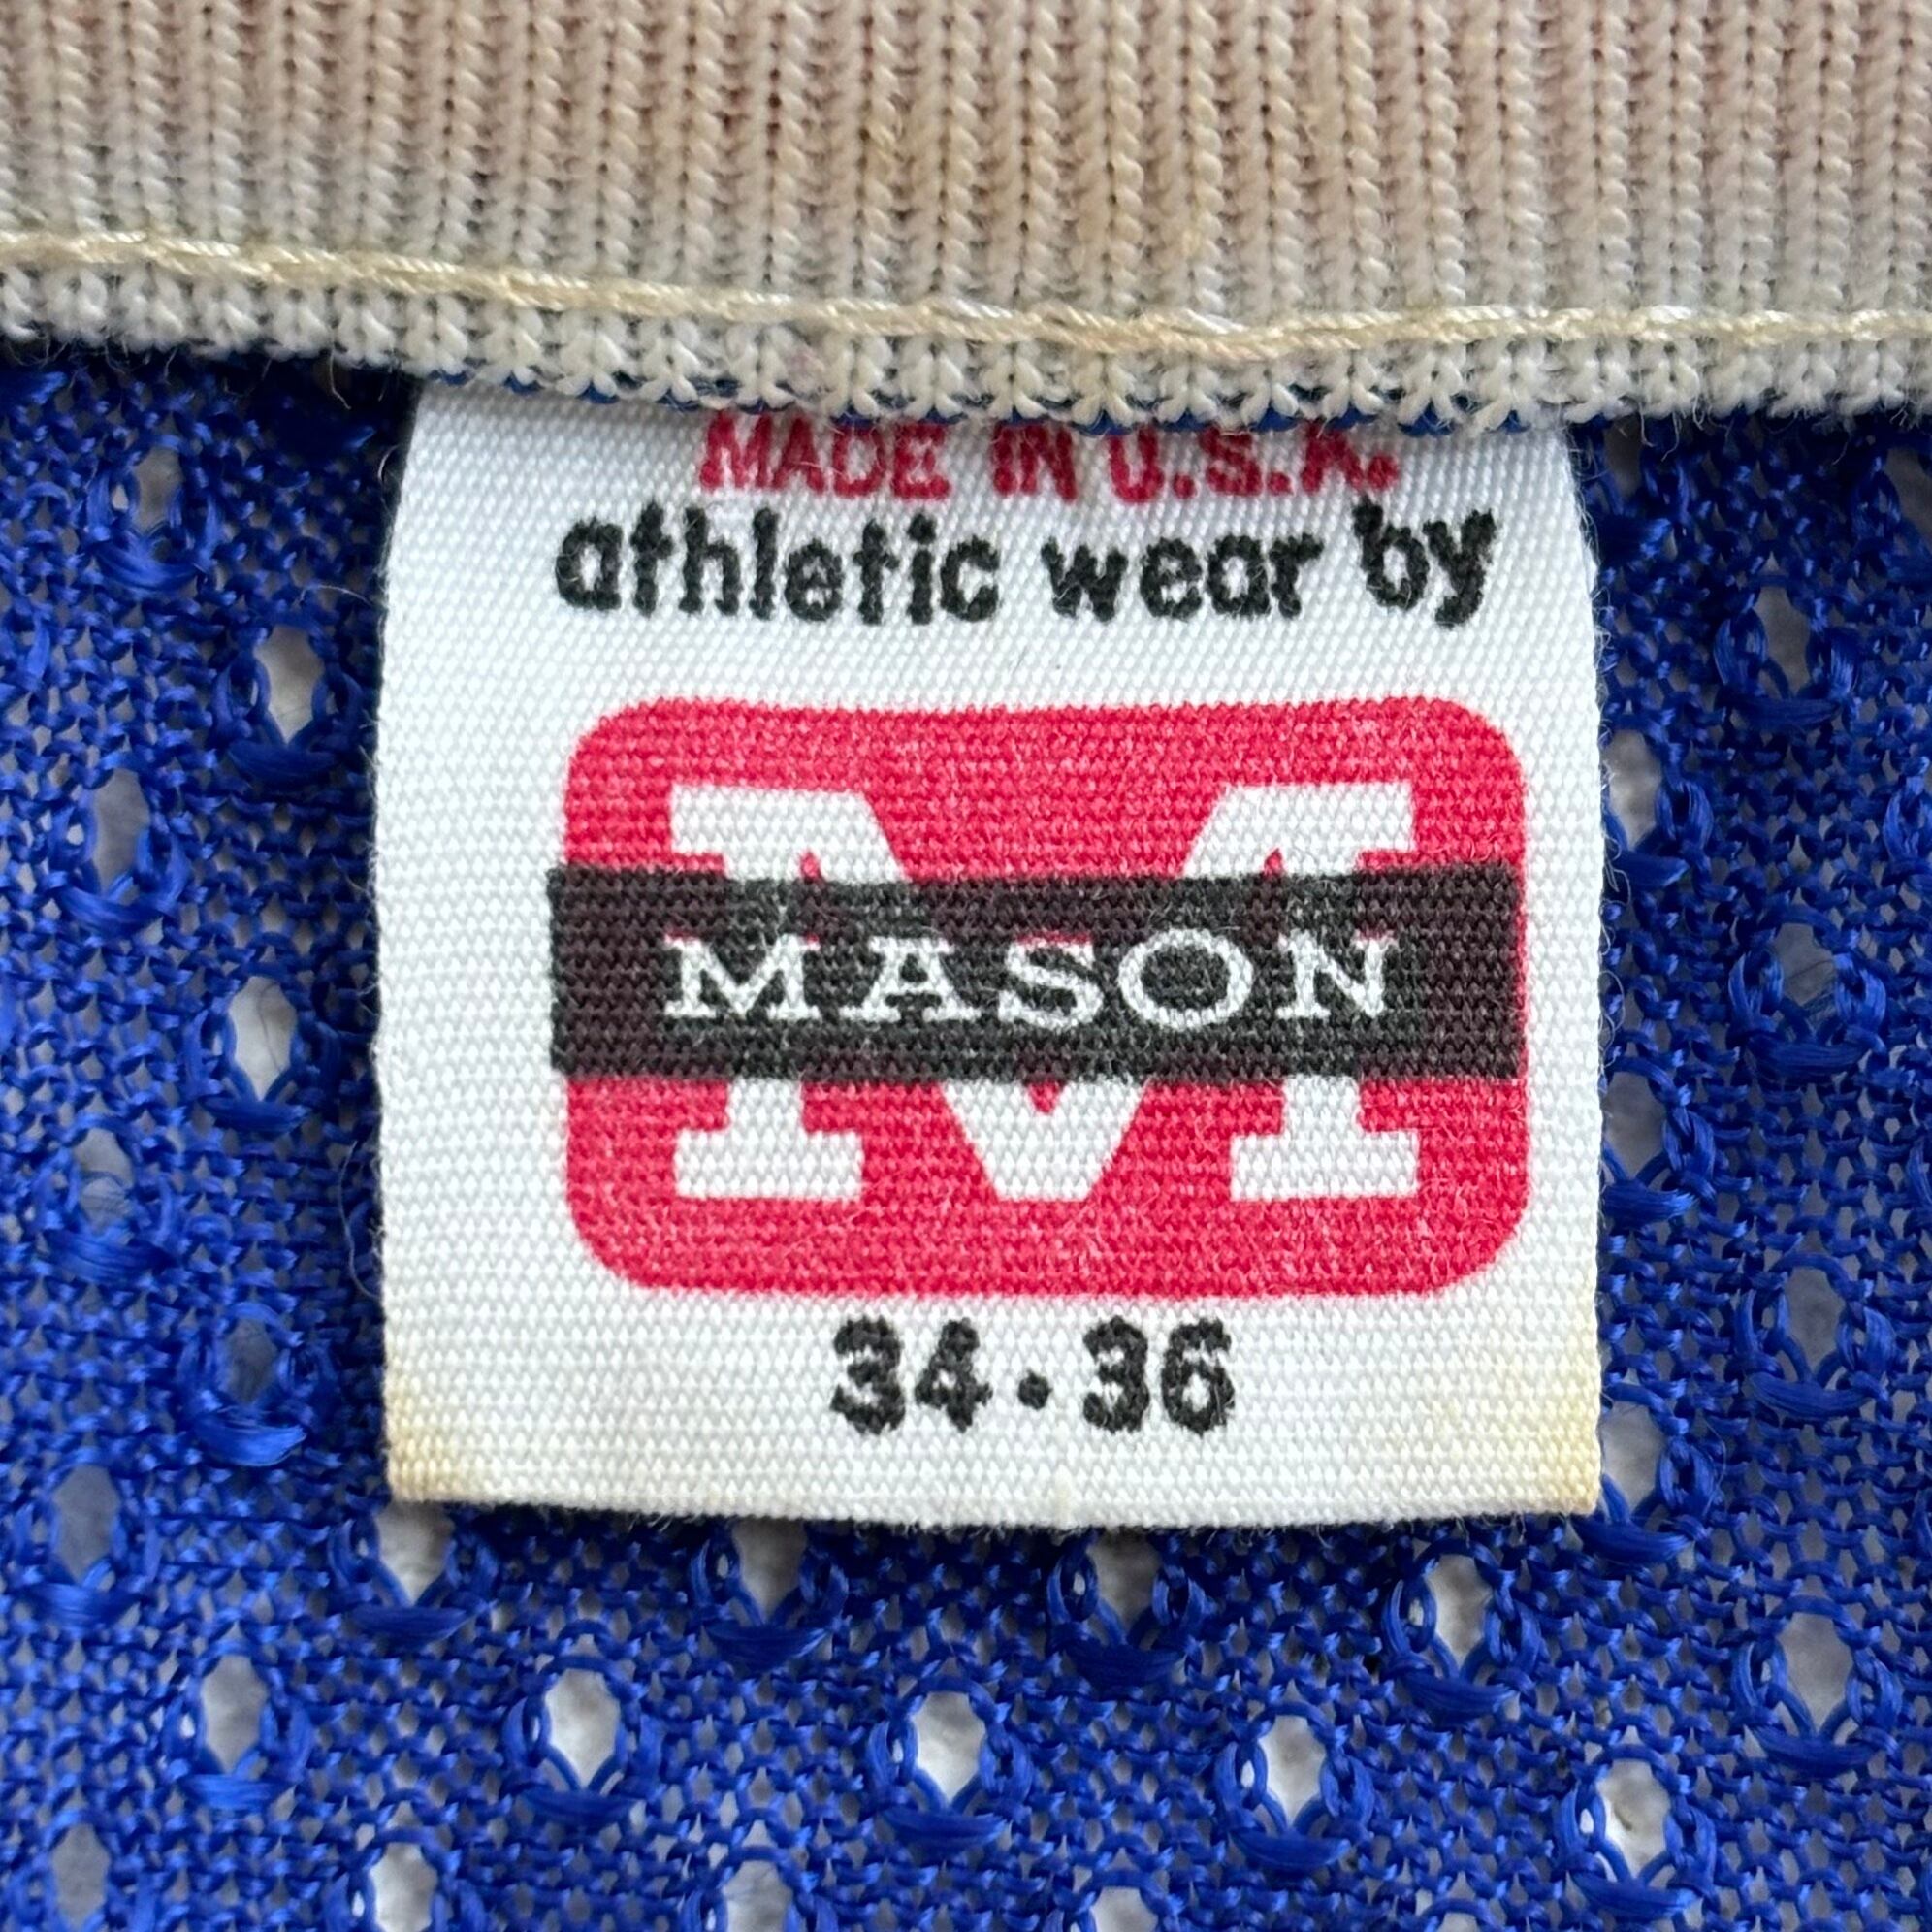 MADE IN U.S.A.
athletic wear by
MASON
34·36